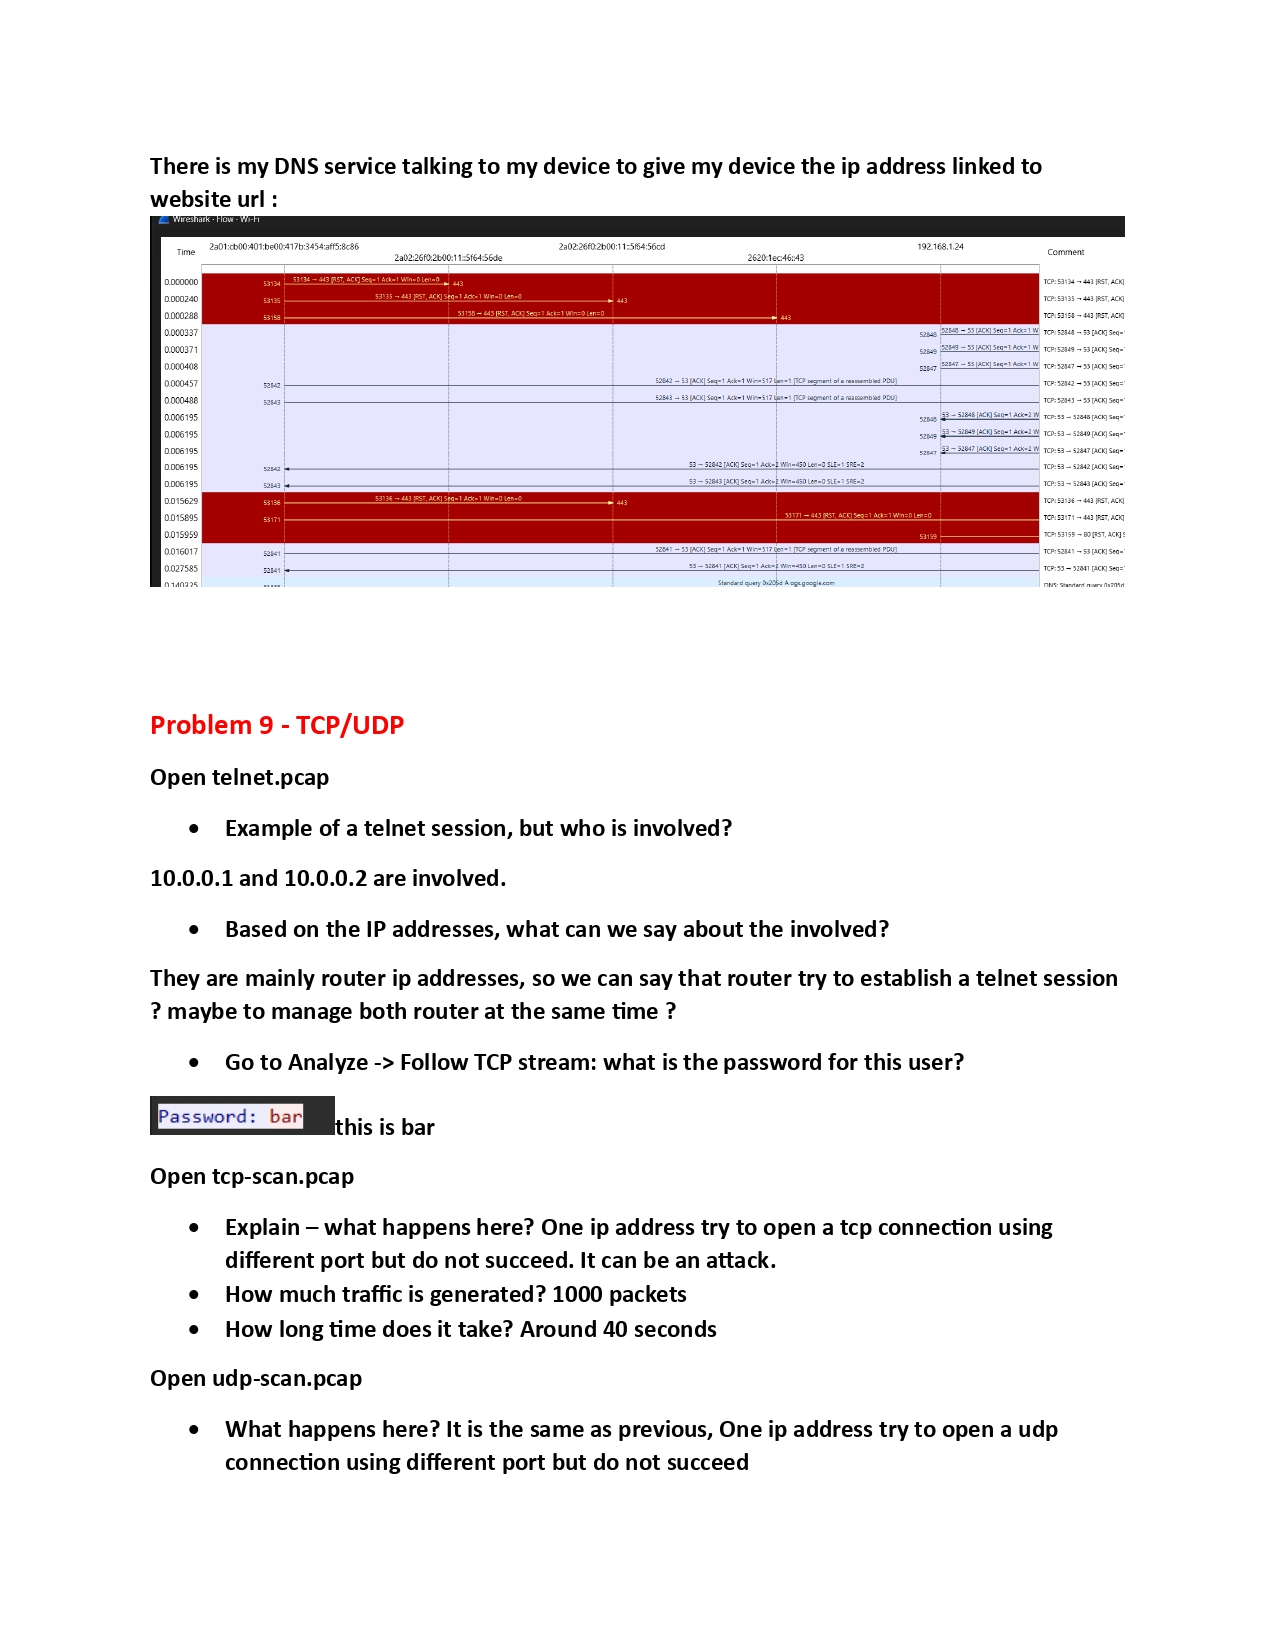 There is my DNS service talking to my device to give my device the ip address linked to
website url :
Wireshark · Flow · Wi-Fi
Time
2a01:cb00:401:be00:417b:3454:aff5:8c86
2a02:26f0:2b00:11::5f64:56cd
192.168.1.24
Comment
2a02:26f0:2b00:11::5f64:56de
2620:1ec:46::43
0.000000 53134 53134 → 443 [RST, ACK] Seq=1 Ack=1 Win=0 Len=0 443 TCP: 53134 → 443 [RST, ACK]
0.000240 53135 53135 → 443 [RST, ACK] Seq=1 Ack=1 Win=0 Len=0 443 TCP: 53135 → 443 [RST, ACK]
0.000288 53158 53158 → 443 [RST, ACK] Seq=1 Ack=1 Win=0 Len=0 443 TCP: 53158 → 443 [RST, ACK]
0.000337 52848 52848 → 53 [ACK] Seq=1 Ack=1 W TCP: 52848 → 53 [ACK] Seq=
0.000371 52849 52849 → 53 [ACK] Seq=1 Ack=1 W TCP: 52849 → 53 [ACK] Seq=
0.000408 52847 52847 → 53 [ACK] Seq=1 Ack=1 W TCP: 52847 → 53 [ACK] Seq=
0.000457 52842 52842 → 53 [ACK] Seq=1 Ack=1 Win=517 Len=1 [TCP segment of a reassembled PDU] TCP: 52842 → 53 [ACK] Seq=
0.000488 52843 52843 → 53 [ACK] Seq=1 Ack=1 Win=517 Len=1 [TCP segment of a reassembled PDU] TCP: 52843 → 53 [ACK] Seq=
0.006195 52848 53 → 52848 [ACK] Seq=1 Ack=2 W TCP: 53 → 52848 [ACK] Seq=
0.006195 52849 53 → 52849 [ACK] Seq=1 Ack=2 W TCP: 53 → 52849 [ACK] Seq=
0.006195 52847 53 → 52847 [ACK] Seq=1 Ack=2 W TCP: 53 → 52847 [ACK] Seq=
0.006195 52842 53 → 52842 [ACK] Seq=1 Ack=2 Win=450 Len=0 SLE=1 SRE=2 TCP: 53 → 52842 [ACK] Seq=
0.006195 52843 53 → 52843 [ACK] Seq=1 Ack=2 Win=450 Len=0 SLE=1 SRE=2 TCP: 53 → 52843 [ACK] Seq=
0.015629 53136 53136 → 443 [RST, ACK] Seq=1 Ack=1 Win=0 Len=0 443 TCP: 53136 → 443 [RST, ACK]
0.015895 53171 53171 → 443 [RST, ACK] Seq=1 Ack=1 Win=0 Len=0 TCP: 53171 → 443 [RST, ACK]
0.015959 53159 TCP: 53159 → 80 [RST, ACK] S
0.016017 52841 52841 → 53 [ACK] Seq=1 Ack=1 Win=517 Len=1 [TCP segment of a reassembled PDU] TCP: 52841 → 53 [ACK] Seq=
0.027585 52841 53 → 52841 [ACK] Seq=1 Ack=2 Win=450 Len=0 SLE=1 SRE=2 TCP: 53 → 52841 [ACK] Seq=
0.140335 Standard query 0x205d A ogs.google.com DNS: Standard query 0x205d
Problem 9 - TCP/UDP
Open telnet.pcap
• Example of a telnet session, but who is involved?
10.0.0.1 and 10.0.0.2 are involved.
• Based on the IP addresses, what can we say about the involved?
They are mainly router ip addresses, so we can say that router try to establish a telnet session
? maybe to manage both router at the same time ?
• Go to Analyze -> Follow TCP stream: what is the password for this user?
Password: bar this is bar
Open tcp-scan.pcap
• Explain – what happens here? One ip address try to open a tcp connection using
different port but do not succeed. It can be an attack.
• How much traffic is generated? 1000 packets
• How long time does it take? Around 40 seconds
Open udp-scan.pcap
• What happens here? It is the same as previous, One ip address try to open a udp
connection using different port but do not succeed